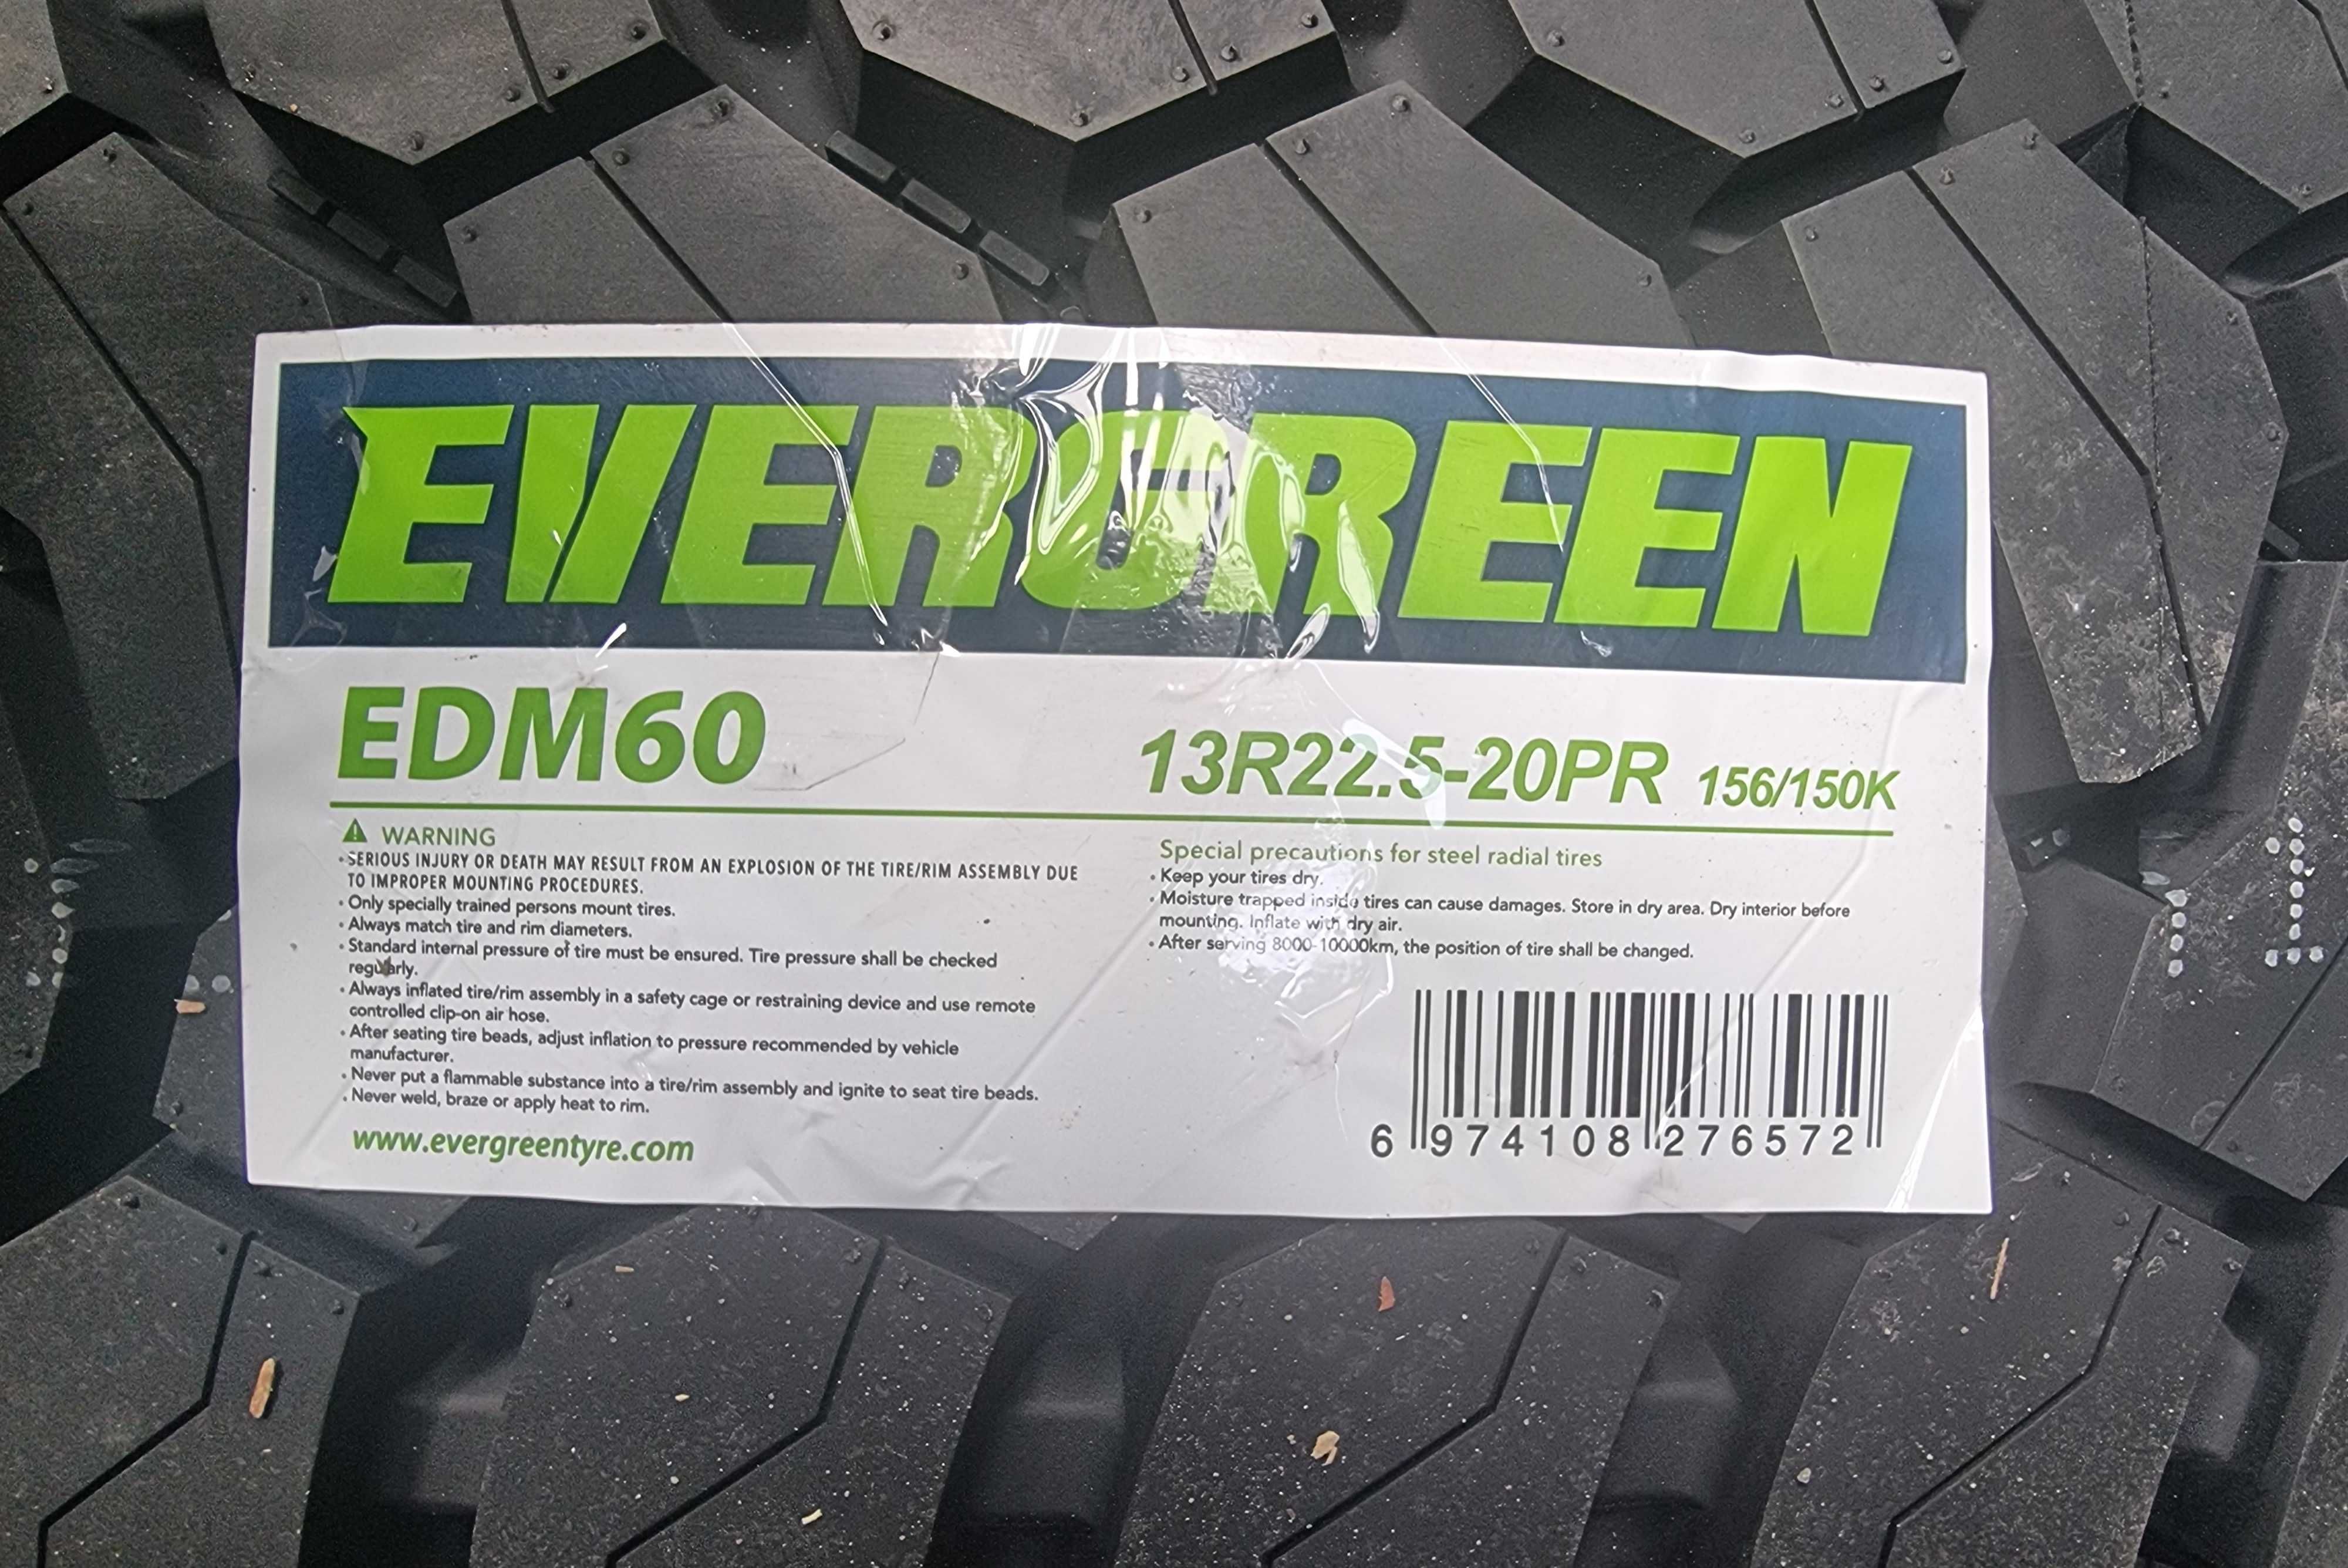 EVERGREEN
EDM60
13R22.5-20PR 156/150K
WARNING
• SERIOUS INJURY OR DEATH MAY RESULT FROM AN EXPLOSION OF THE TIRE/RIM ASSEMBLY DUE
TO IMPROPER MOUNTING PROCEDURES.
• Only specially trained persons mount tires.
• Always match tire and rim diameters.
• Standard internal pressure of tire must be ensured. Tire pressure shall be checked
regularly.
• Always inflated tire/rim assembly in a safety cage or restraining device and use remote
controlled clip-on air hose.
• After seating tire beads, adjust inflation to pressure recommended by vehicle
manufacturer.
• Never put a flammable substance into a tire/rim assembly and ignite to seat tire beads.
• Never weld, braze or apply heat to rim.
www.evergreentyre.com
Special precautions for steel radial tires
• Keep your tires dry.
• Moisture trapped inside tires can cause damages. Store in dry area. Dry interior before
mounting. Inflate with dry air.
• After serving 8000-10000km, the position of tire shall be changed.
6 974108 276572